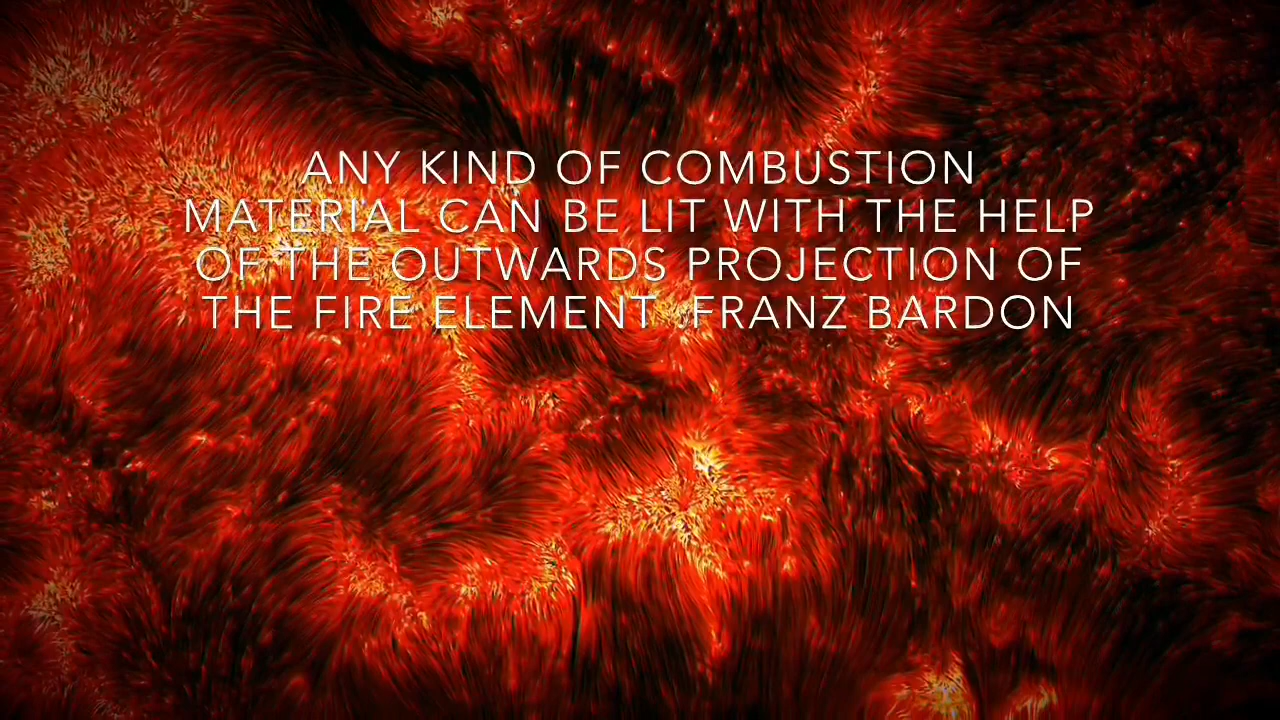 ANY KIND OF COMBUSTION
MATERIAL CAN BE LIT WITH THE HELP
OF THE OUTWARDS PROJECTION OF
THE FIRE ELEMENT .FRANZ BARDON